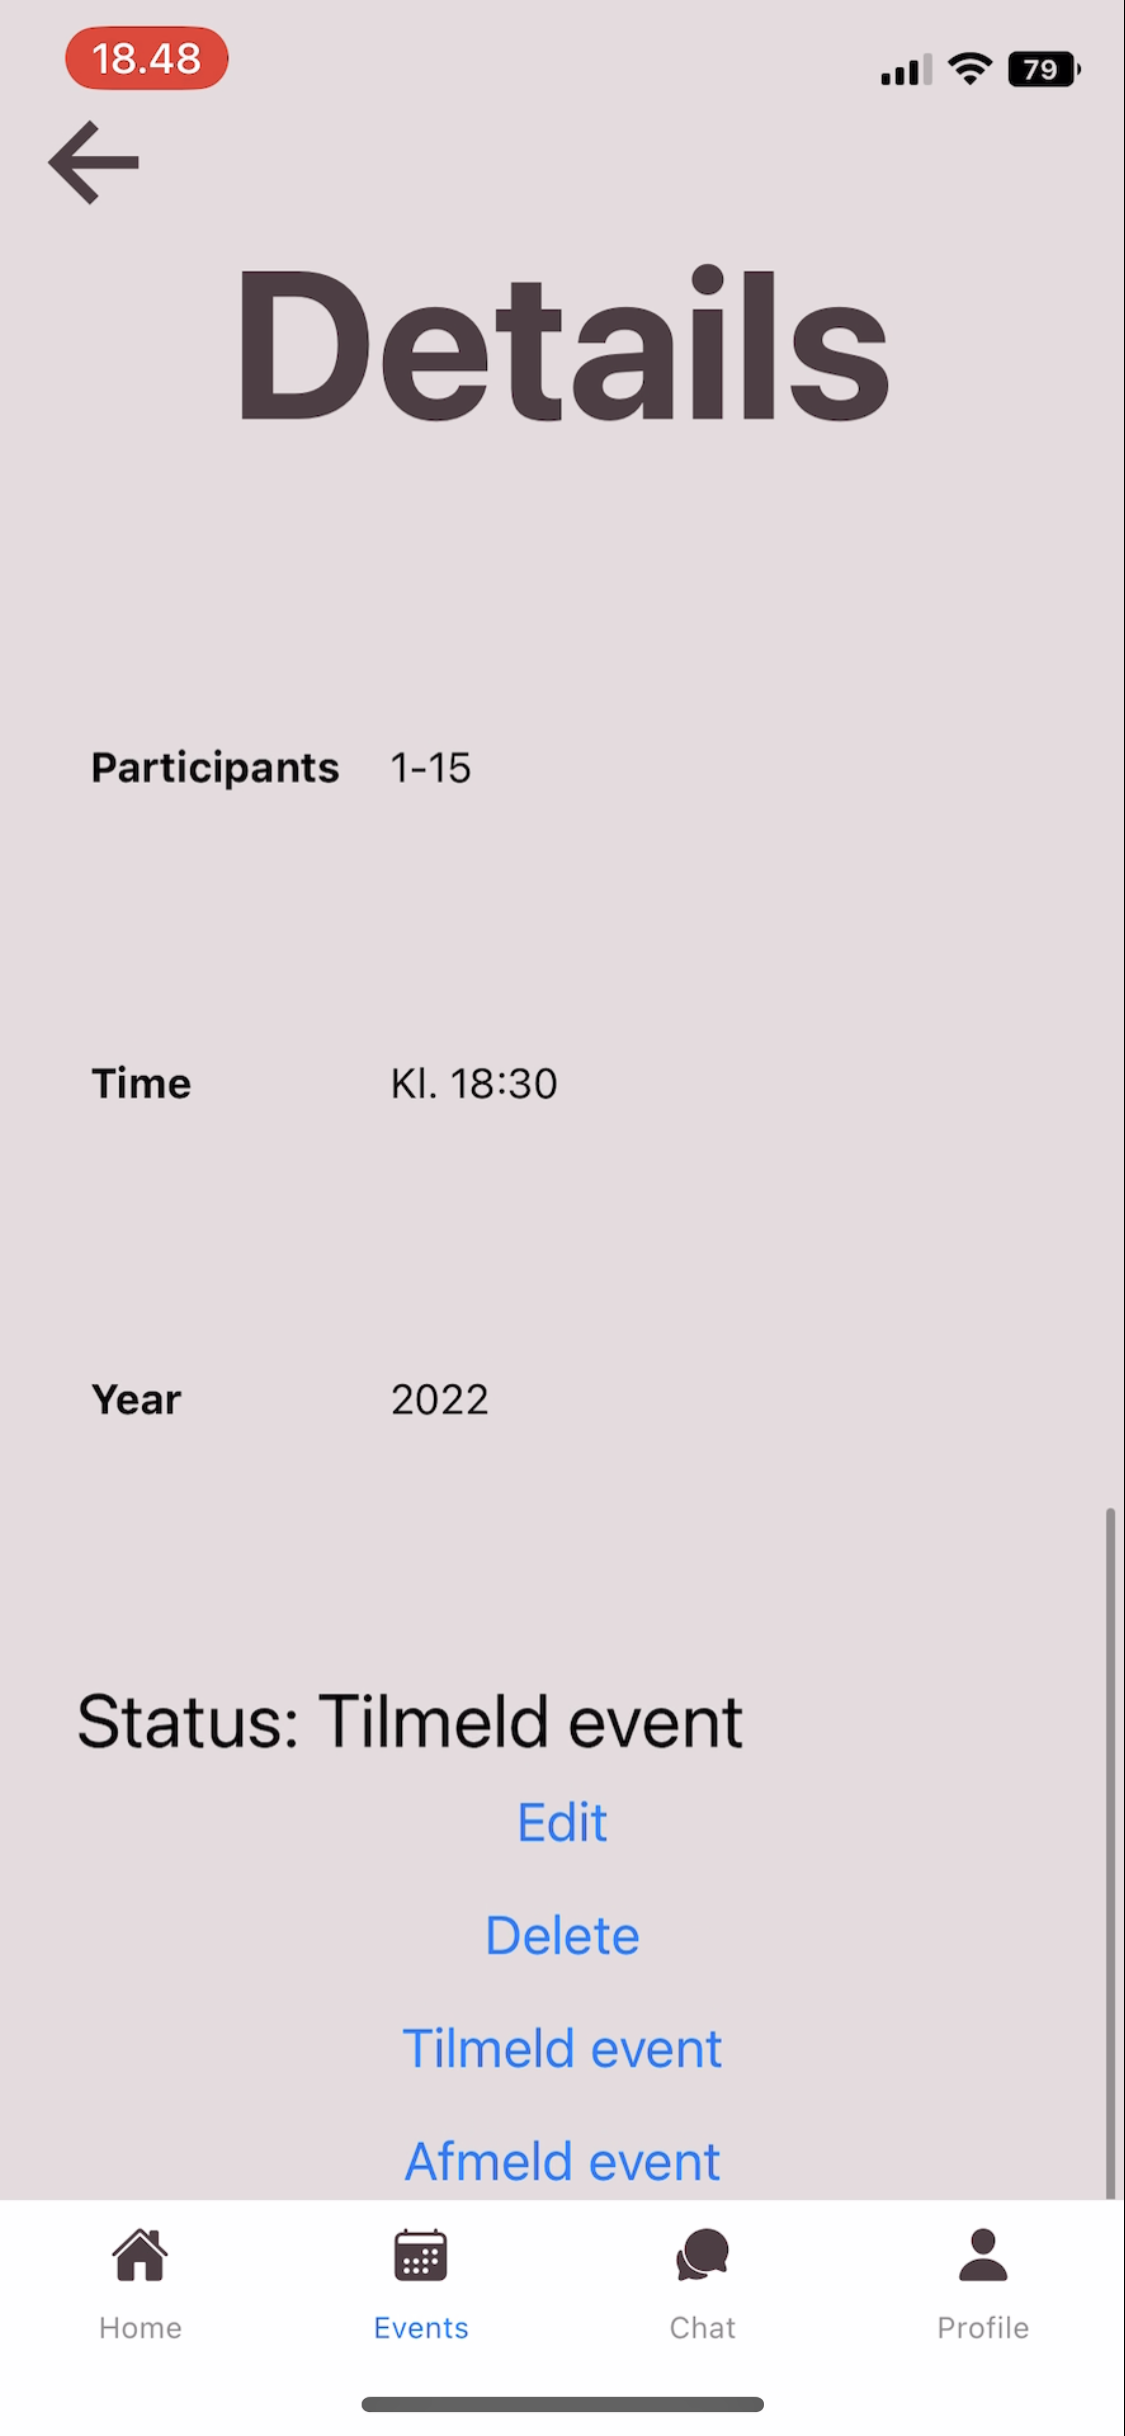 18.48
79
Details
Participants 1-15
Time Kl. 18:30
Year 2022
Status: Tilmeld event
Edit
Delete
Tilmeld event
Afmeld event
Home Events Chat Profile